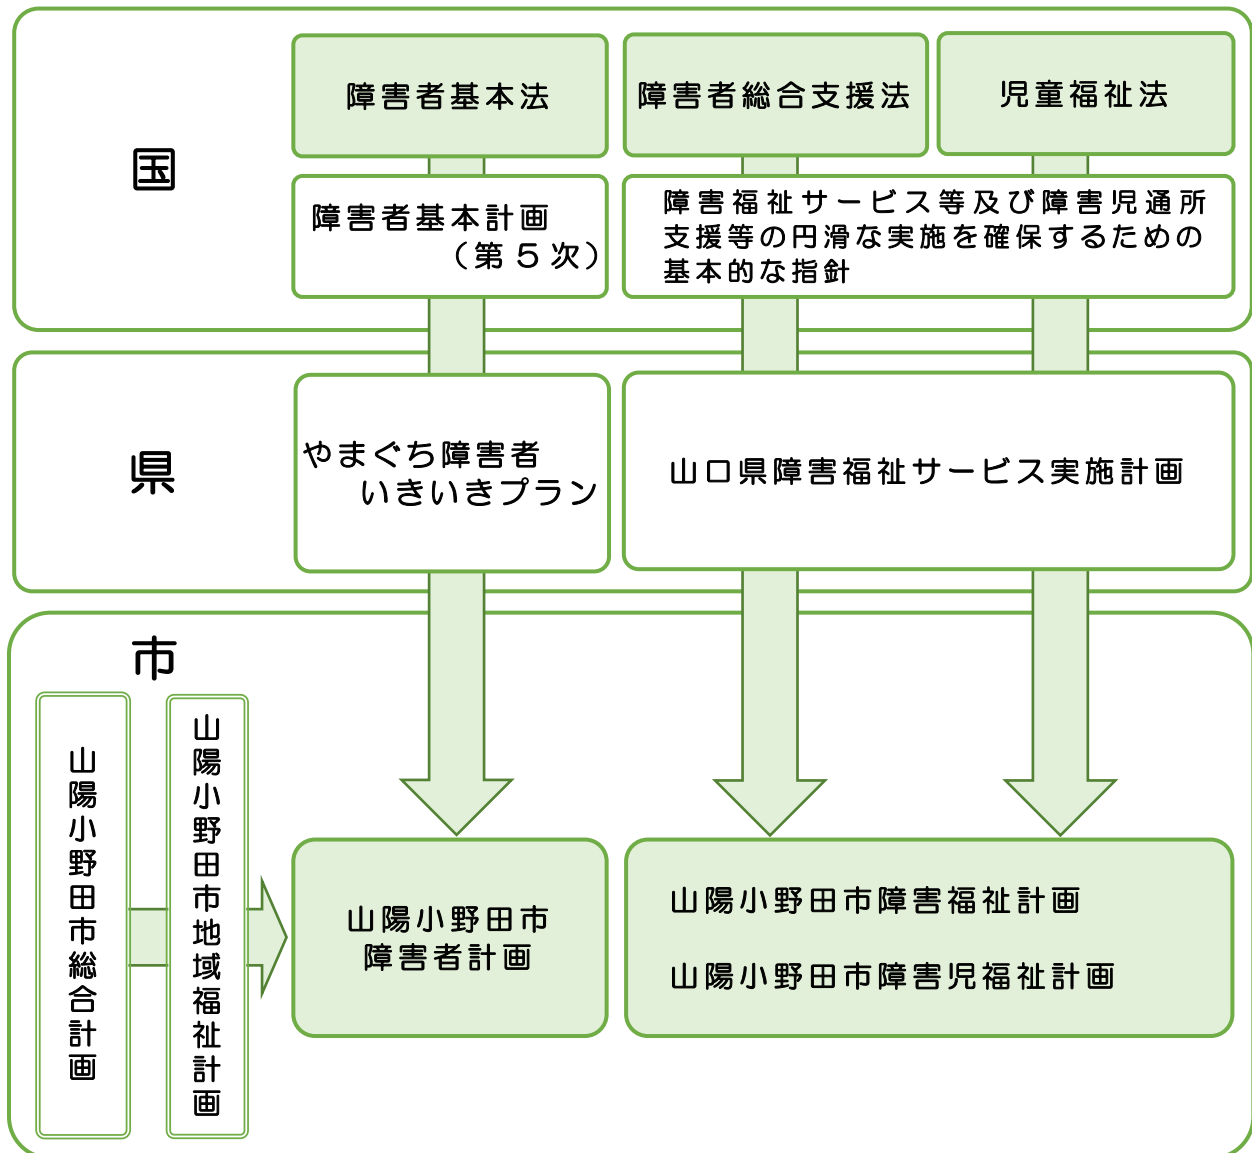 国
障害者基本法
障害者総合支援法
児童福祉法
障害者基本計画
（第５次）
障害福祉サービス等及び障害児通所
支援等の円滑な実施を確保するための
基本的な指針
県
やまぐち障害者
いきいきプラン
山口県障害福祉サービス実施計画
市
山陽小野田市総合計画
山陽小野田市地域福祉計画
山陽小野田市
障害者計画
山陽小野田市障害福祉計画
山陽小野田市障害児福祉計画